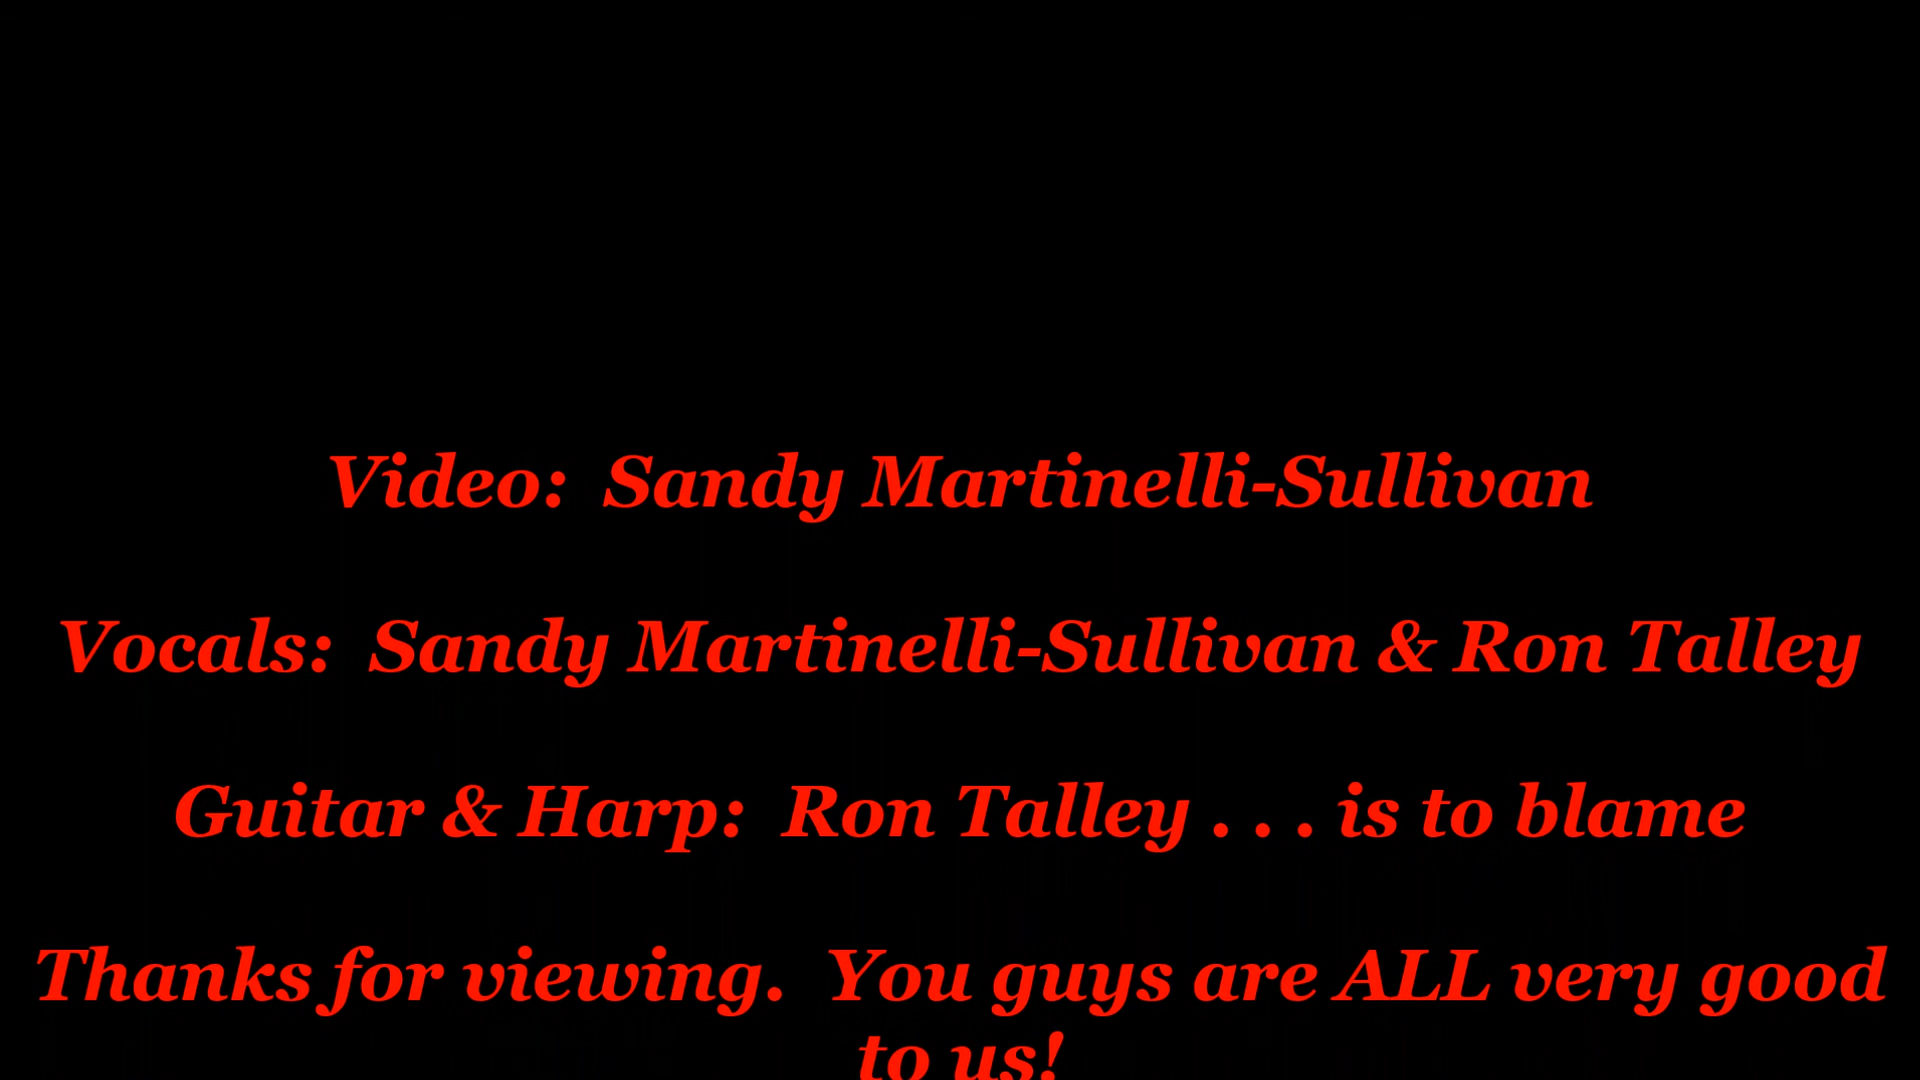 Video:  Sandy Martinelli-Sullivan
Vocals:  Sandy Martinelli-Sullivan & Ron Talley
Guitar & Harp:  Ron Talley . . . is to blame
Thanks for viewing.  You guys are ALL very good
to us!